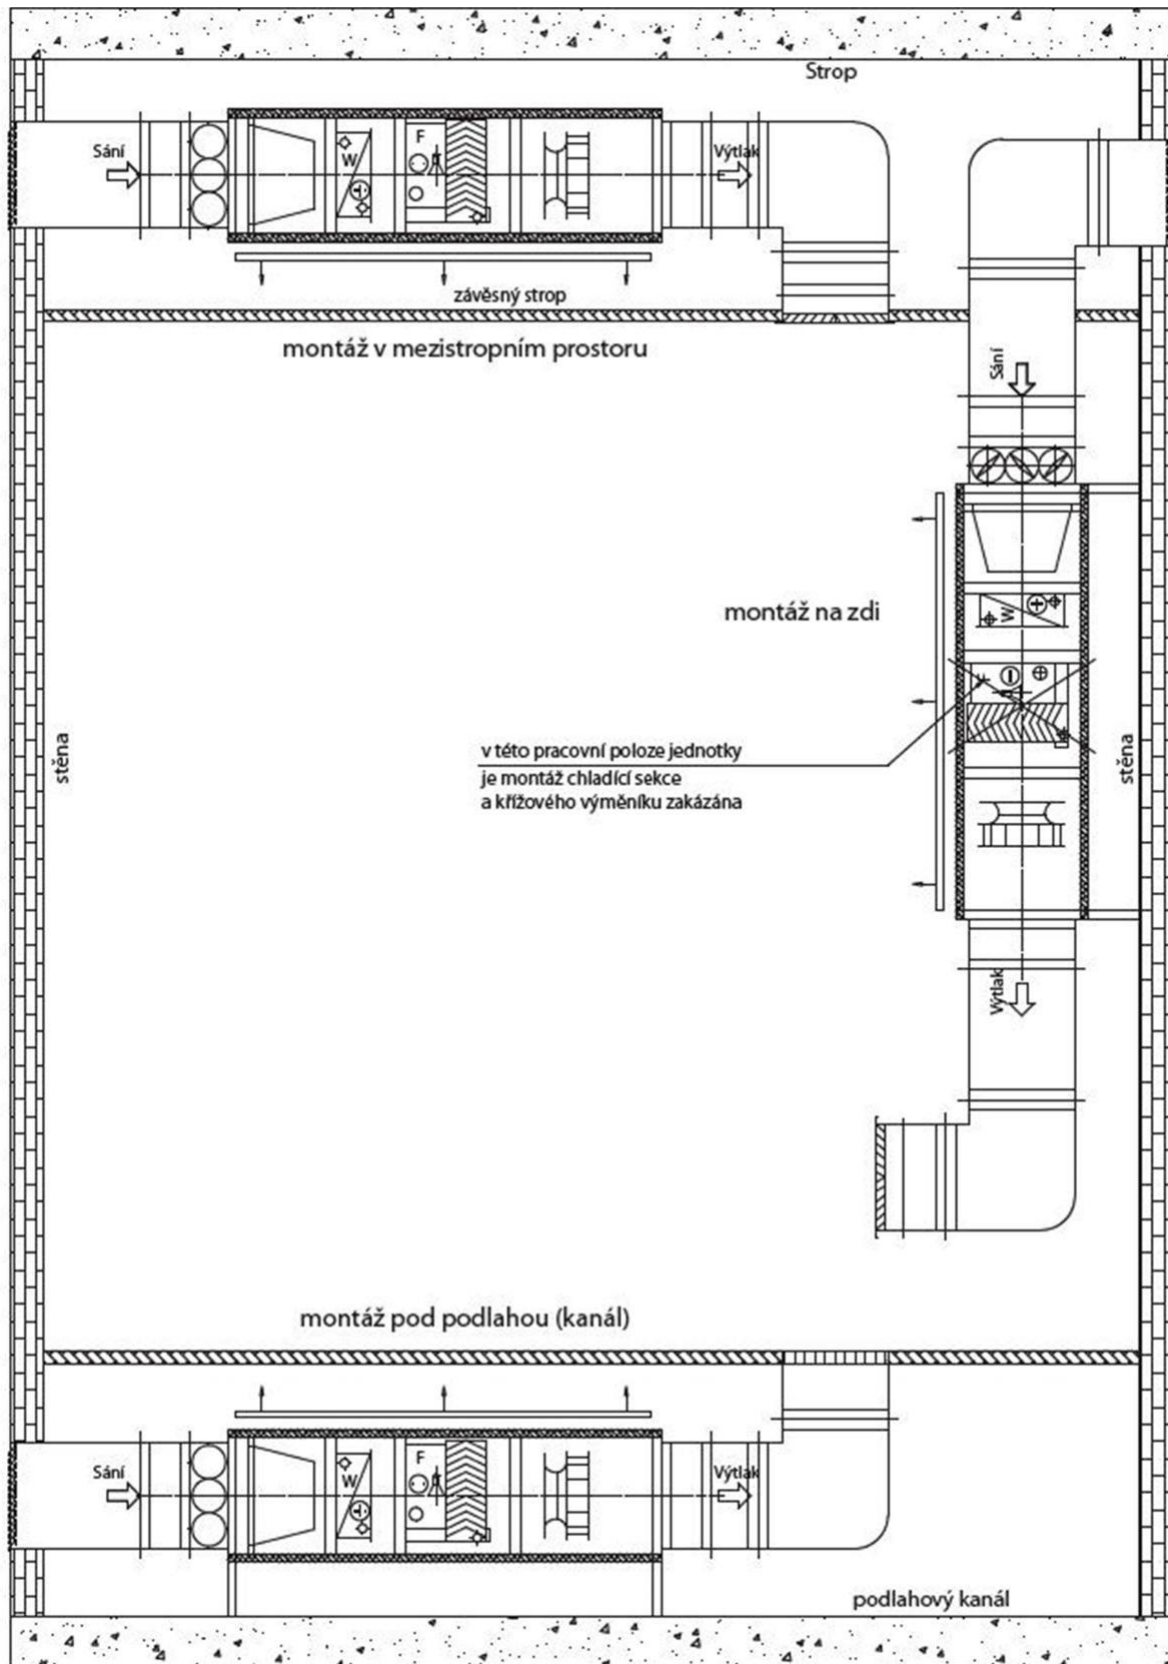 Strop
Sání
W
F
Výtlak
závěsný strop
montáž v mezistropním prostoru
Sání
montáž na zdi
W
F
stěna
v této pracovní poloze jednotky
je montáž chladící sekce
a křížového výměníku zakázána
stěna
Výtlak
montáž pod podlahou (kanál)
Sání
W
F
Výtlak
podlahový kanál